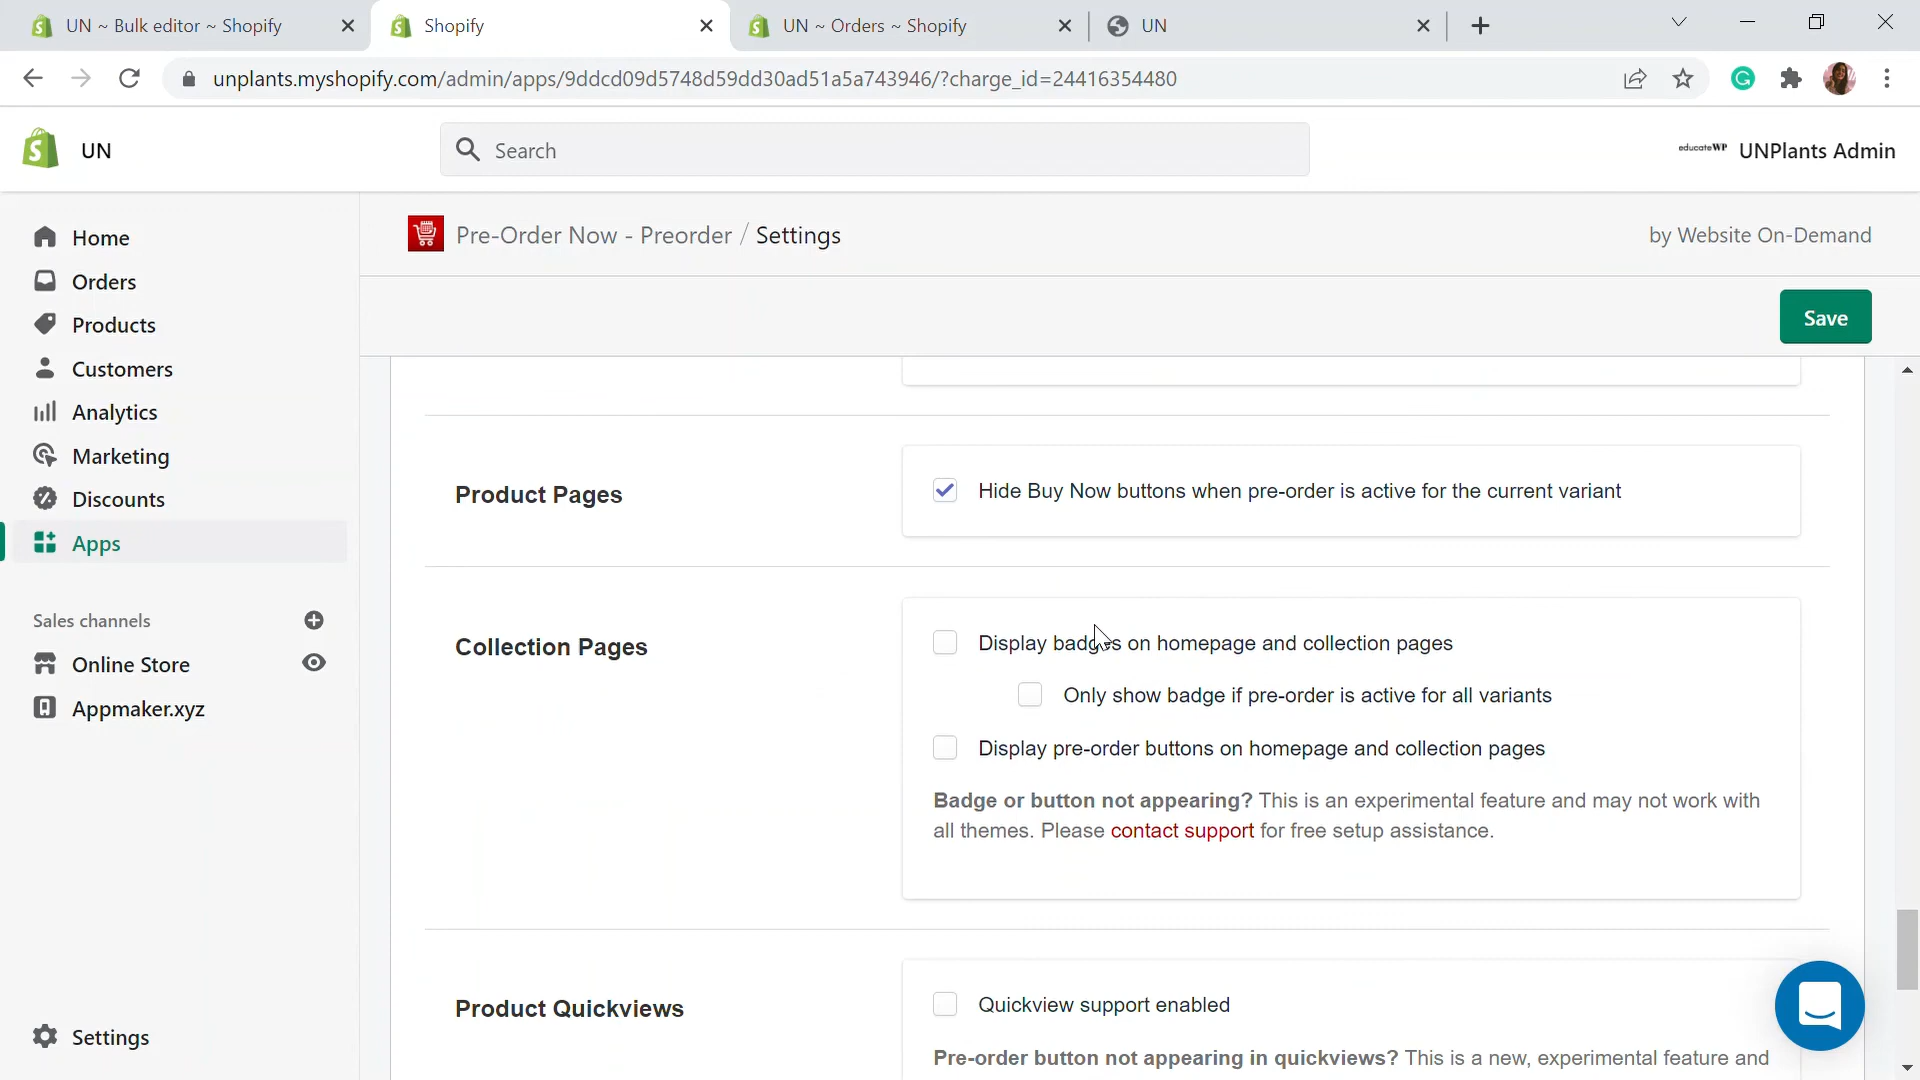 UN ~ Bulk editor ~ Shopify
Shopify
UN ~ Orders ~ Shopify
UN
unplants.myshopify.com/admin/apps/9ddcd09d5748d59dd30ad51a5a743946/?charge_id=24416354480
UN
Search
educateWP UNPlants Admin
Pre-Order Now - Preorder / Settings
by Website On-Demand
Save
Home
Orders
Products
Customers
Analytics
Marketing
Discounts
Apps
Sales channels
Online Store
Appmaker.xyz
Settings
Product Pages
Hide Buy Now buttons when pre-order is active for the current variant
Collection Pages
Display badges on homepage and collection pages
Only show badge if pre-order is active for all variants
Display pre-order buttons on homepage and collection pages
Badge or button not appearing? This is an experimental feature and may not work with
all themes. Please contact support for free setup assistance.
Product Quickviews
Quickview support enabled
Pre-order button not appearing in quickviews? This is a new, experimental feature and